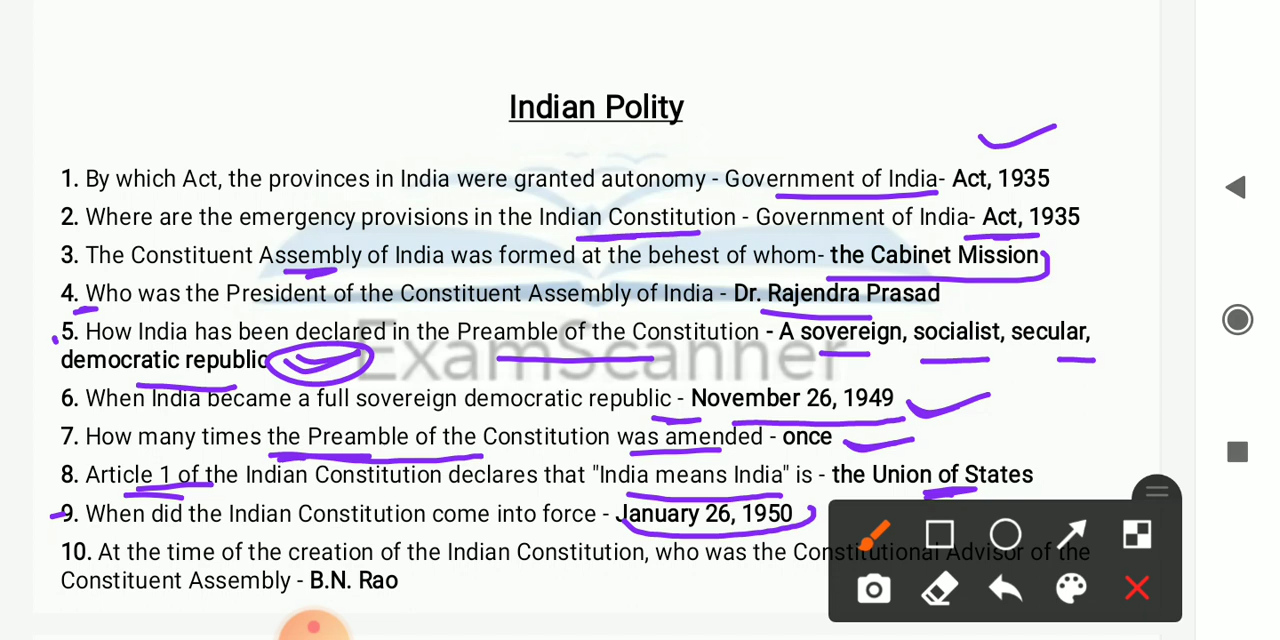 Indian Polity
1. By which Act, the provinces in India were granted autonomy - Government of India- Act, 1935
2. Where are the emergency provisions in the Indian Constitution - Government of India- Act, 1935
3. The Constituent Assembly of India was formed at the behest of whom- the Cabinet Mission
4. Who was the President of the Constituent Assembly of India - Dr. Rajendra Prasad
5. How India has been declared in the Preamble of the Constitution - A sovereign, socialist, secular,
democratic republic
ExamScanner
6. When India became a full sovereign democratic republic - November 26, 1949
7. How many times the Preamble of the Constitution was amended - once
8. Article 1 of the Indian Constitution declares that "India means India" is - the Union of States
9. When did the Indian Constitution come into force - January 26, 1950
10. At the time of the creation of the Indian Constitution, who was the Constitutional Advisor of the
Constituent Assembly - B.N. Rao